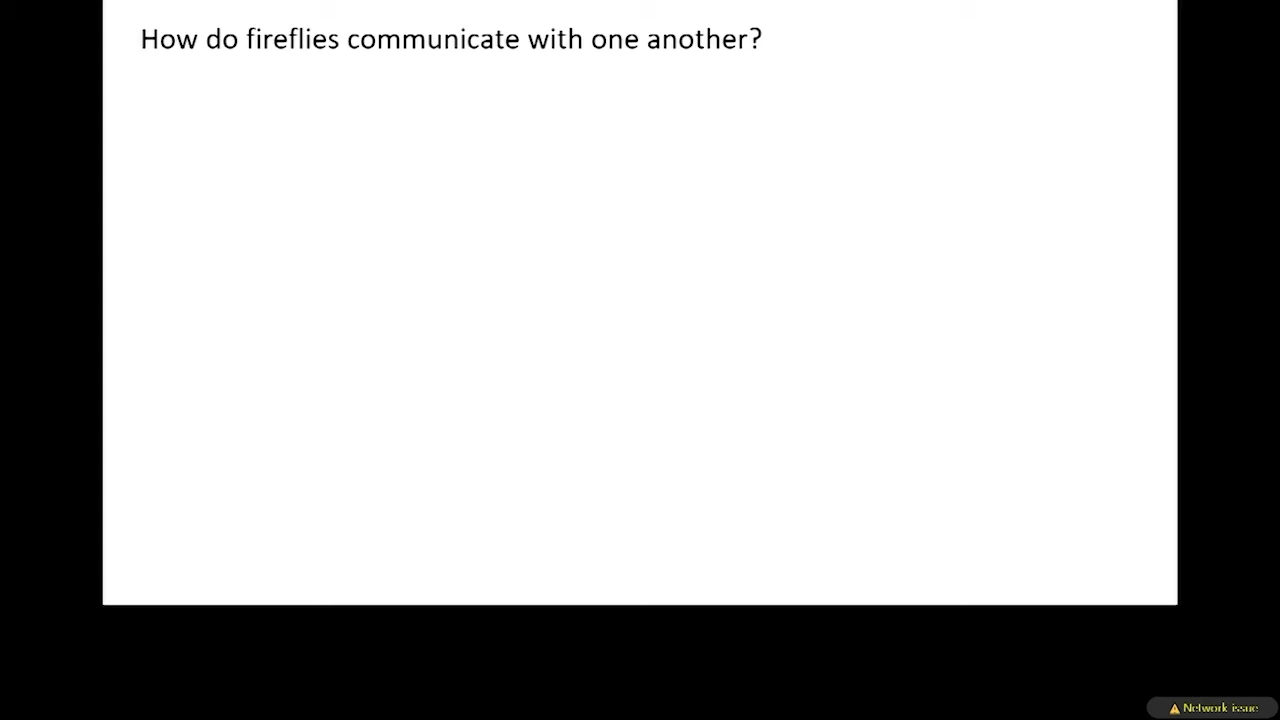 How do fireflies communicate with one another?
⚠ Network issue